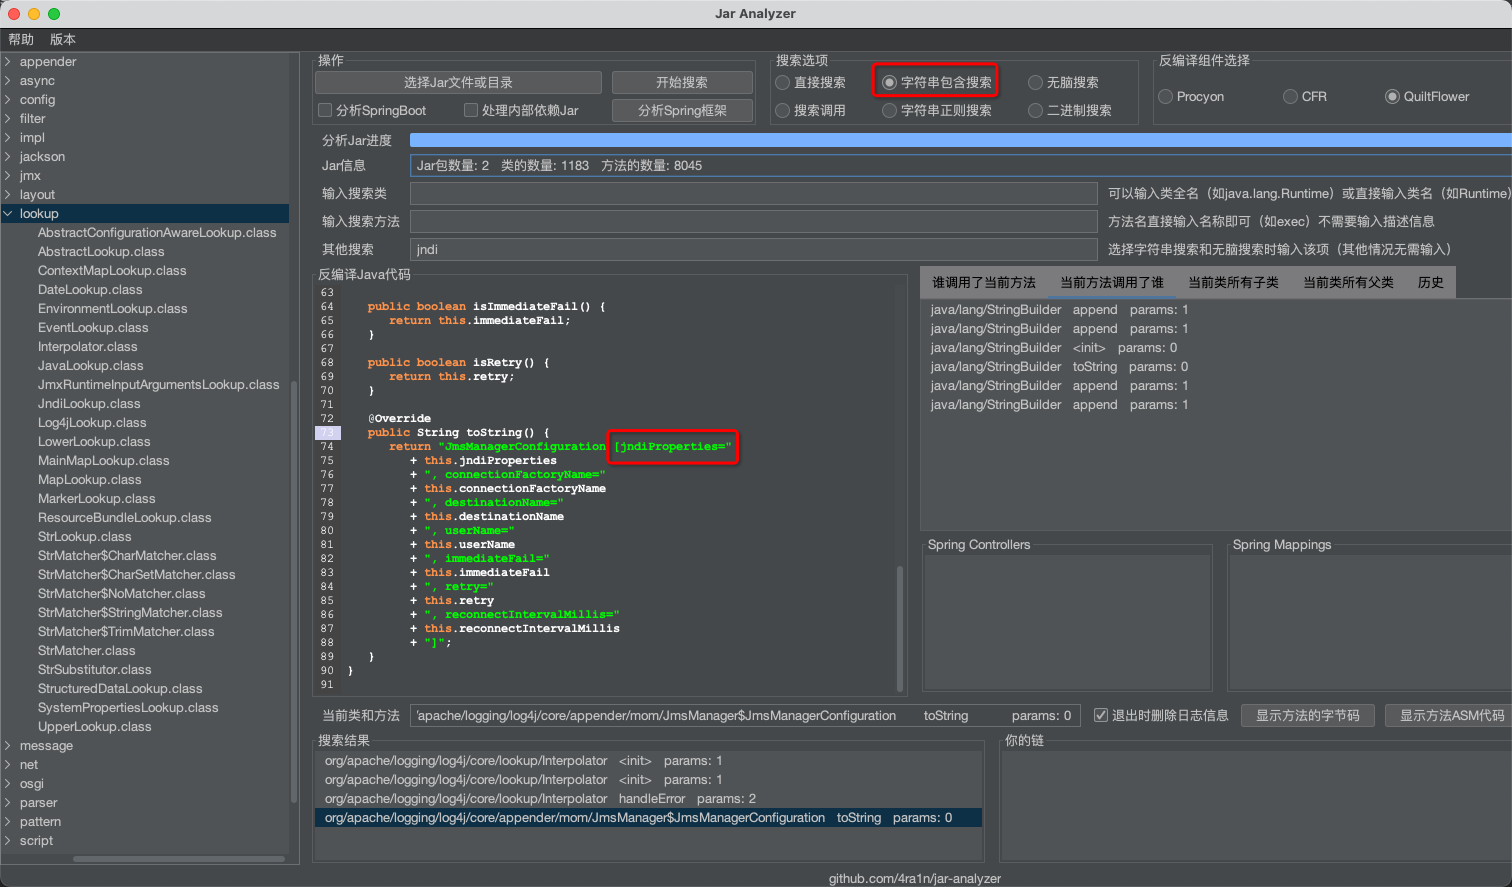 Jar Analyzer
帮助 版本
appender
async
config
filter
impl
jackson
jmx
layout
lookup
AbstractConfigurationAwareLookup.class
AbstractLookup.class
ContextMapLookup.class
DateLookup.class
EnvironmentLookup.class
EventLookup.class
Interpolator.class
JavaLookup.class
JmxRuntimeInputArgumentsLookup.class
JndiLookup.class
Log4jLookup.class
LowerLookup.class
MainMapLookup.class
MapLookup.class
MarkerLookup.class
ResourceBundleLookup.class
StrLookup.class
StrMatcher$CharMatcher.class
StrMatcher$CharSetMatcher.class
StrMatcher$NoMatcher.class
StrMatcher$StringMatcher.class
StrMatcher$TrimMatcher.class
StrMatcher.class
StrSubstitutor.class
StructuredDataLookup.class
SystemPropertiesLookup.class
UpperLookup.class
message
net
osgi
parser
pattern
script
操作
选择Jar文件或目录 开始搜索
分析SpringBoot 处理内部依赖Jar 分析Spring框架
搜索选项
直接搜索 字符串包含搜索 无脑搜索
搜索调用 字符串正则搜索 二进制搜索
反编译组件选择
Procyon CFR QuiltFlower
分析Jar进度
Jar信息 Jar包数量: 2 类的数量: 1183 方法的数量: 8045
输入搜索类 可以输入类全名（如java.lang.Runtime）或直接输入类名（如Runtime）
输入搜索方法 方法名直接输入名称即可（如exec）不需要输入描述信息
其他搜索 jndi 选择字符串搜索和无脑搜索时输入该项（其他情况无需输入）
反编译Java代码
63
64 public boolean isImmediateFail() {
65 return this.immediateFail;
66 }
67
68 public boolean isRetry() {
69 return this.retry;
70 }
71
72 @Override
73 public String toString() {
74 return "JmsManagerConfiguration [jndiProperties="
75 + this.jndiProperties
76 + ", connectionFactoryName="
77 + this.connectionFactoryName
78 + ", destinationName="
79 + this.destinationName
80 + ", userName="
81 + this.userName
82 + ", immediateFail="
83 + this.immediateFail
84 + ", retry="
85 + this.retry
86 + ", reconnectIntervalMillis="
87 + this.reconnectIntervalMillis
88 + "]";
89 }
90 }
91
谁调用了当前方法 当前方法调用了谁 当前类所有子类 当前类所有父类 历史
java/lang/StringBuilder append params: 1
java/lang/StringBuilder append params: 1
java/lang/StringBuilder <init> params: 0
java/lang/StringBuilder toString params: 0
java/lang/StringBuilder append params: 1
java/lang/StringBuilder append params: 1
Spring Controllers
Spring Mappings
当前类和方法 'apache/logging/log4j/core/appender/mom/JmsManager$JmsManagerConfiguration toString params: 0 退出时删除日志信息 显示方法的字节码 显示方法ASM代码
搜索结果
org/apache/logging/log4j/core/lookup/Interpolator <init> params: 1
org/apache/logging/log4j/core/lookup/Interpolator <init> params: 1
org/apache/logging/log4j/core/lookup/Interpolator handleError params: 2
org/apache/logging/log4j/core/appender/mom/JmsManager$JmsManagerConfiguration toString params: 0
你的链
github.com/4ra1n/jar-analyzer